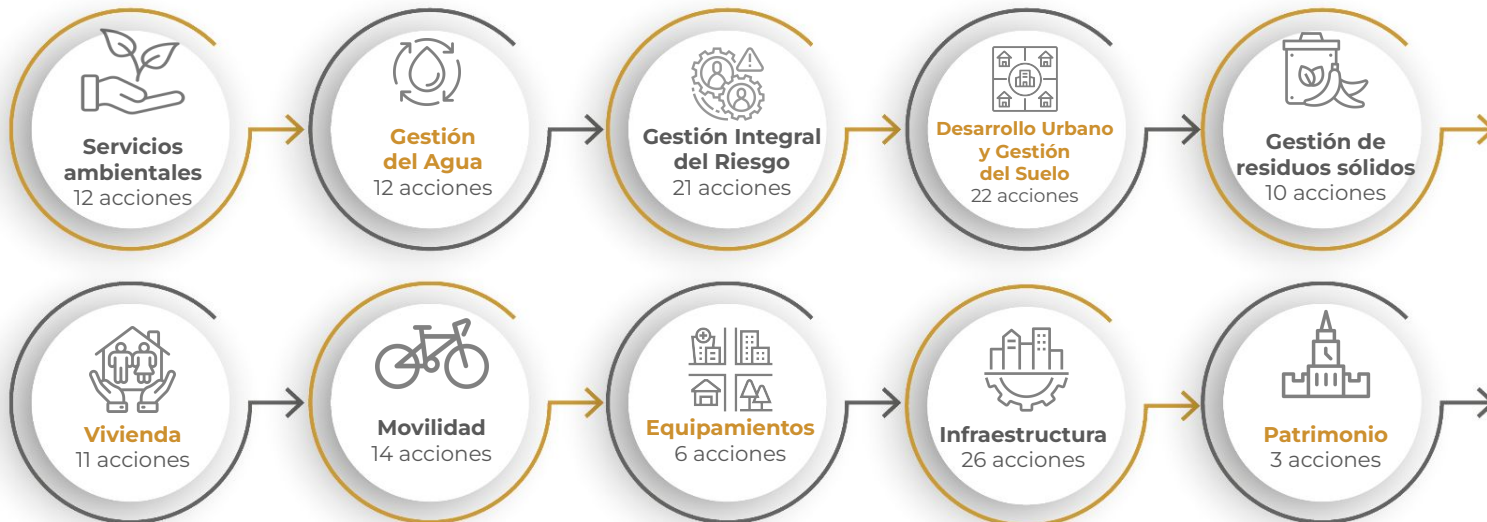 Servicios
ambientales
12 acciones
Gestión
del Agua
12 acciones
Gestión Integral
del Riesgo
21 acciones
Desarrollo Urbano
y Gestión
del Suelo
22 acciones
Gestión de
residuos sólidos
10 acciones
Vivienda
11 acciones
Movilidad
14 acciones
Equipamientos
6 acciones
Infraestructura
26 acciones
Patrimonio
3 acciones